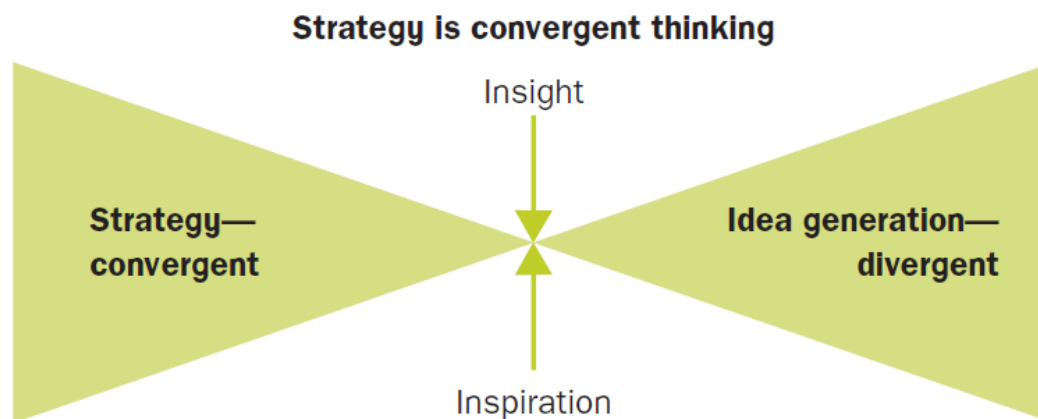 Strategy is convergent thinking
Insight
Strategy—
convergent
Idea generation—
divergent
Inspiration